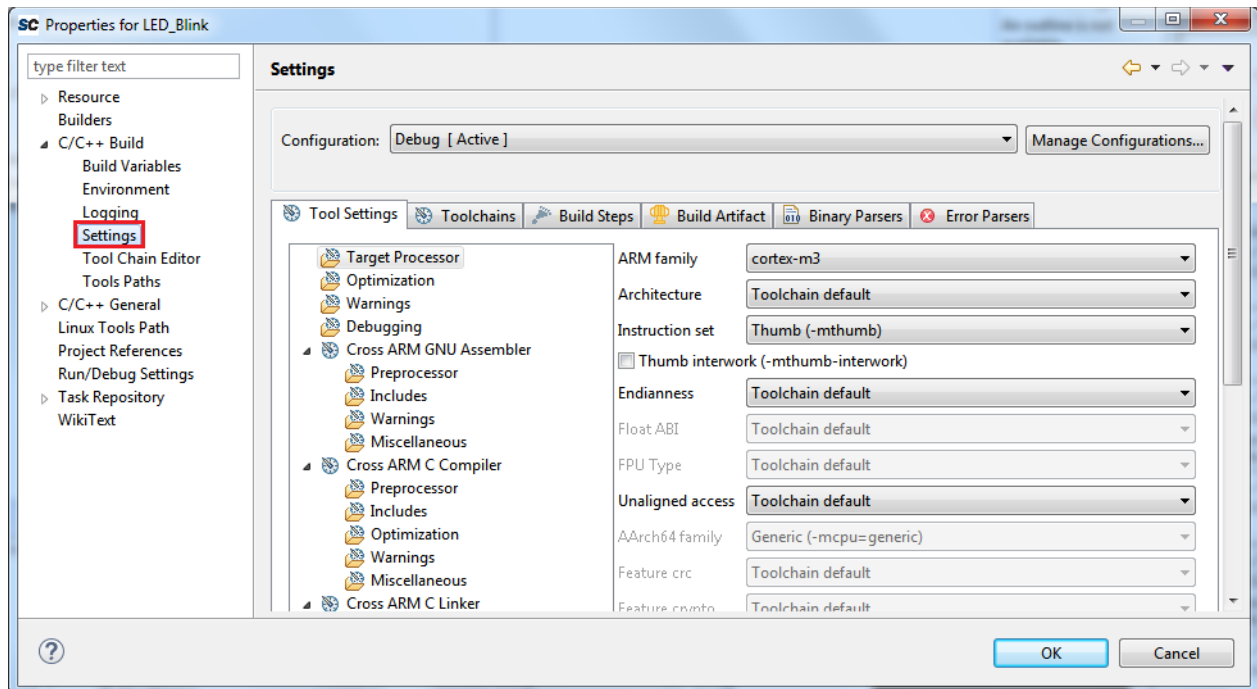 SC Properties for LED_Blink
type filter text
Resource
Builders
C/C++ Build
Build Variables
Environment
Logging
Settings
Tool Chain Editor
Tools Paths
C/C++ General
Linux Tools Path
Project References
Run/Debug Settings
Task Repository
WikiText
Settings
Configuration: Debug [ Active ] Manage Configurations...
Tool Settings Toolchains Build Steps Build Artifact Binary Parsers Error Parsers
Target Processor
Optimization
Warnings
Debugging
Cross ARM GNU Assembler
Preprocessor
Includes
Warnings
Miscellaneous
Cross ARM C Compiler
Preprocessor
Includes
Optimization
Warnings
Miscellaneous
Cross ARM C Linker
ARM family cortex-m3
Architecture Toolchain default
Instruction set Thumb (-mthumb)
Thumb interwork (-mthumb-interwork)
Endianness Toolchain default
Float ABI Toolchain default
FPU Type Toolchain default
Unaligned access Toolchain default
AArch64 family Generic (-mcpu=generic)
Feature crc Toolchain default
Feature crypto Toolchain default
OK Cancel